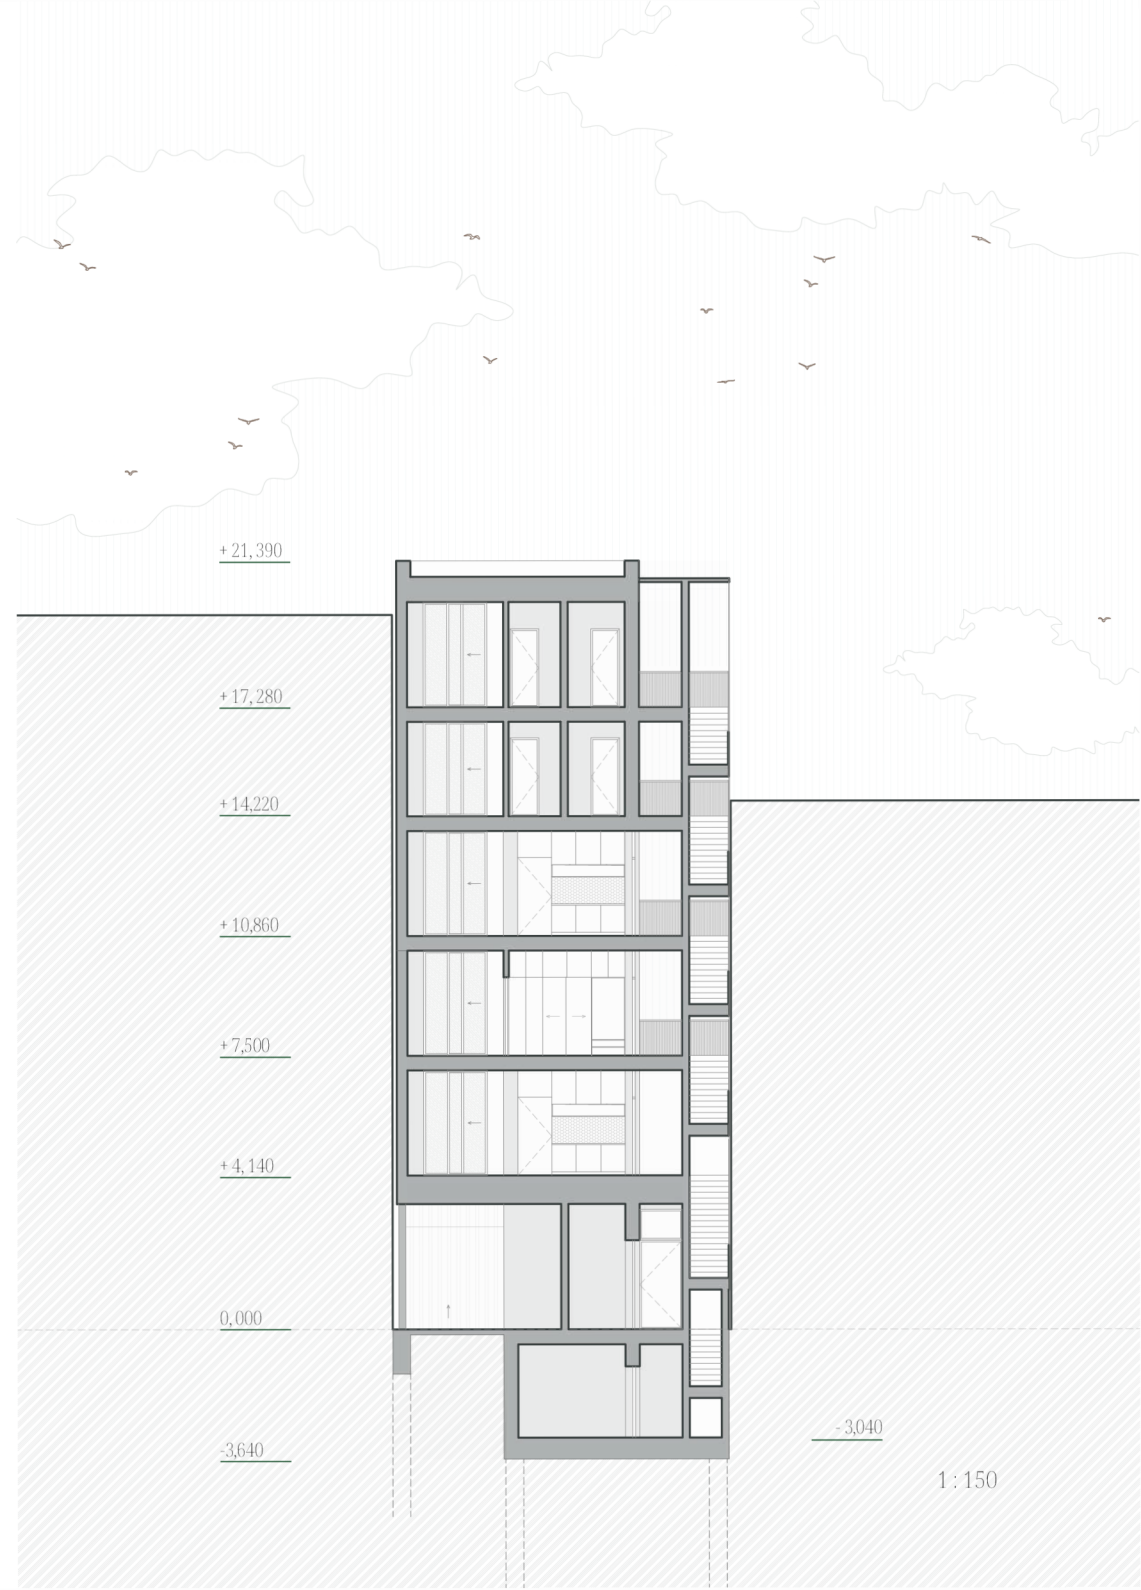 + 21, 390
+ 17, 280
+ 14, 220
+ 10,860
+ 7,500
+ 4, 140
0, 000
-3,640
- 3,040
1 : 150